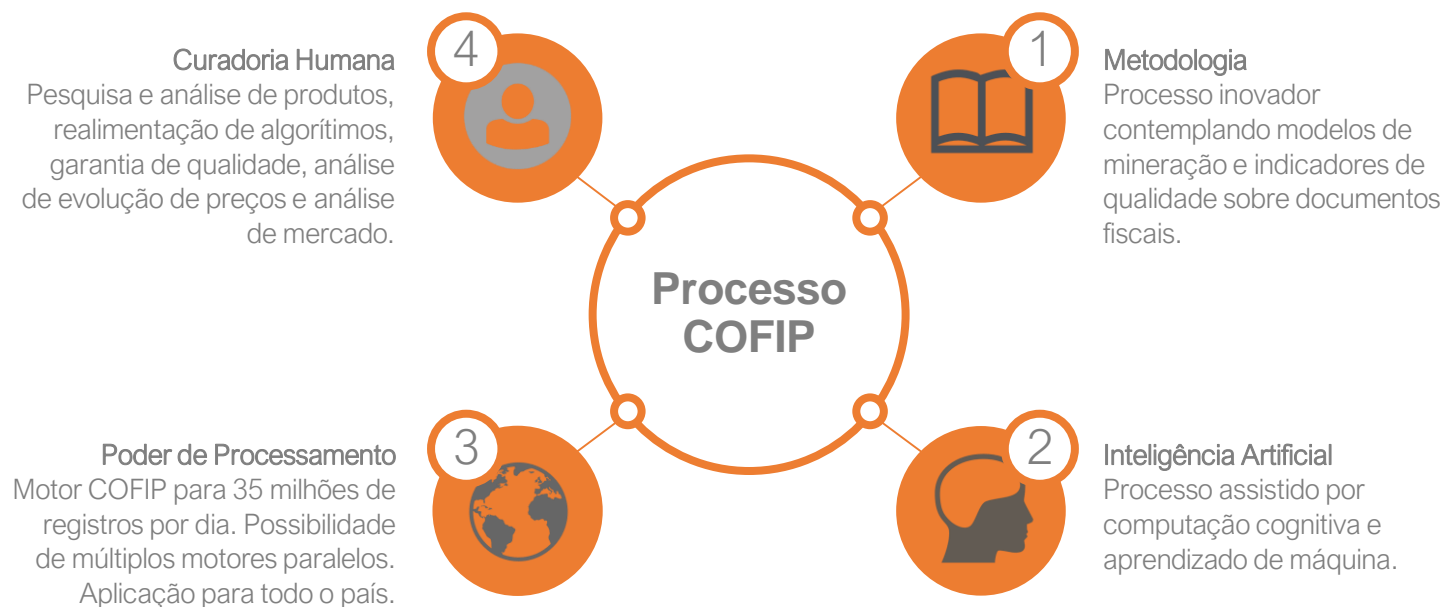 Processo
COFIP
1
Metodologia
Processo inovador
contemplando modelos de
mineração e indicadores de
qualidade sobre documentos
fiscais.
2
Inteligência Artificial
Processo assistido por
computação cognitiva e
aprendizado de máquina.
3
Poder de Processamento
Motor COFIP para 35 milhões de
registros por dia. Possibilidade
de múltiplos motores paralelos.
Aplicação para todo o país.
4
Curadoria Humana
Pesquisa e análise de produtos,
realimentação de algorítimos,
garantia de qualidade, análise
de evolução de preços e análise
de mercado.